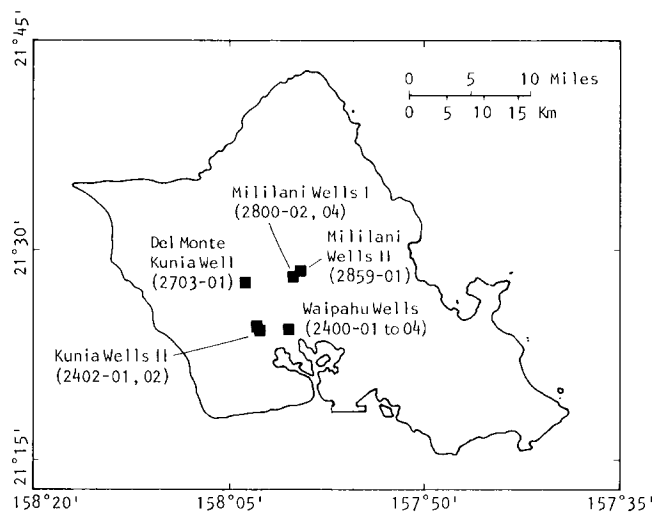 21°45'
0 5 10 Miles
0 5 10 15 Km
Mililani Wells I
(2800-02, 04)
21°30'
Mililani
Wells II
(2859-01)
Del Monte
Kunia Well
(2703-01)
Waipahu Wells
(2400-01 to 04)
Kunia Wells II
(2402-01, 02)
21°15'
158°20' 158°05' 157°50' 157°35'